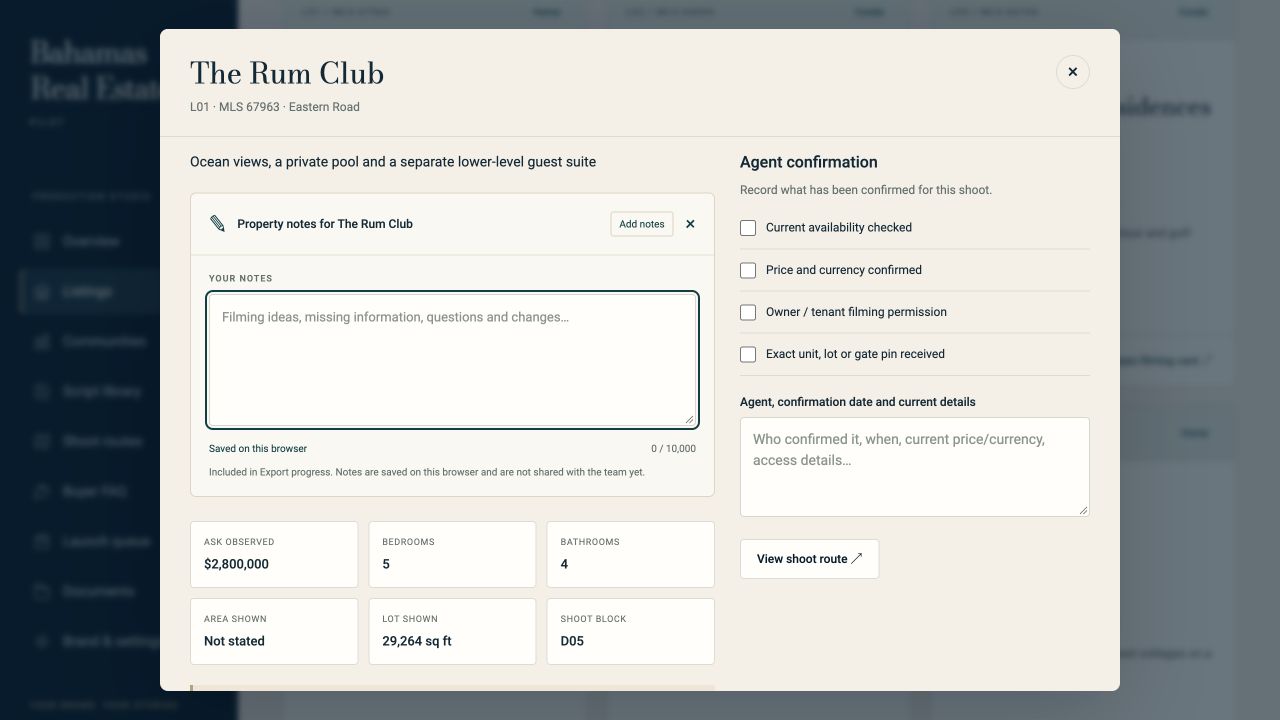 Bahamas
Real Estate
Overview
Listings
Communities
Script library
Shoot routes
Buyer FAQ
Launch queue
Documents
Brand & settings
The Rum Club
L01 · MLS 67963 · Eastern Road
Ocean views, a private pool and a separate lower-level guest suite
Property notes for The Rum Club
Add notes
YOUR NOTES
Filming ideas, missing information, questions and changes…
Saved on this browser
0 / 10,000
Included in Export progress. Notes are saved on this browser and are not shared with the team yet.
ASK OBSERVED
$2,800,000
BEDROOMS
5
BATHROOMS
4
AREA SHOWN
Not stated
LOT SHOWN
29,264 sq ft
SHOOT BLOCK
D05
Agent confirmation
Record what has been confirmed for this shoot.
Current availability checked
Price and currency confirmed
Owner / tenant filming permission
Exact unit, lot or gate pin received
Agent, confirmation date and current details
Who confirmed it, when, current price/currency,
access details…
View shoot route ↗